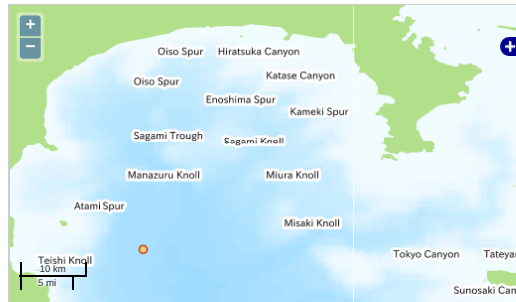 +
−
Oiso Spur
Hiratsuka Canyon
+
Oiso Spur
Katase Canyon
Enoshima Spur
Kameki Spur
Sagami Trough
Sagami Knoll
Manazuru Knoll
Miura Knoll
Atami Spur
Misaki Knoll
Teishi Knoll
Tokyo Canyon
Tateya
10 km
5 mi
Sunosaki Can